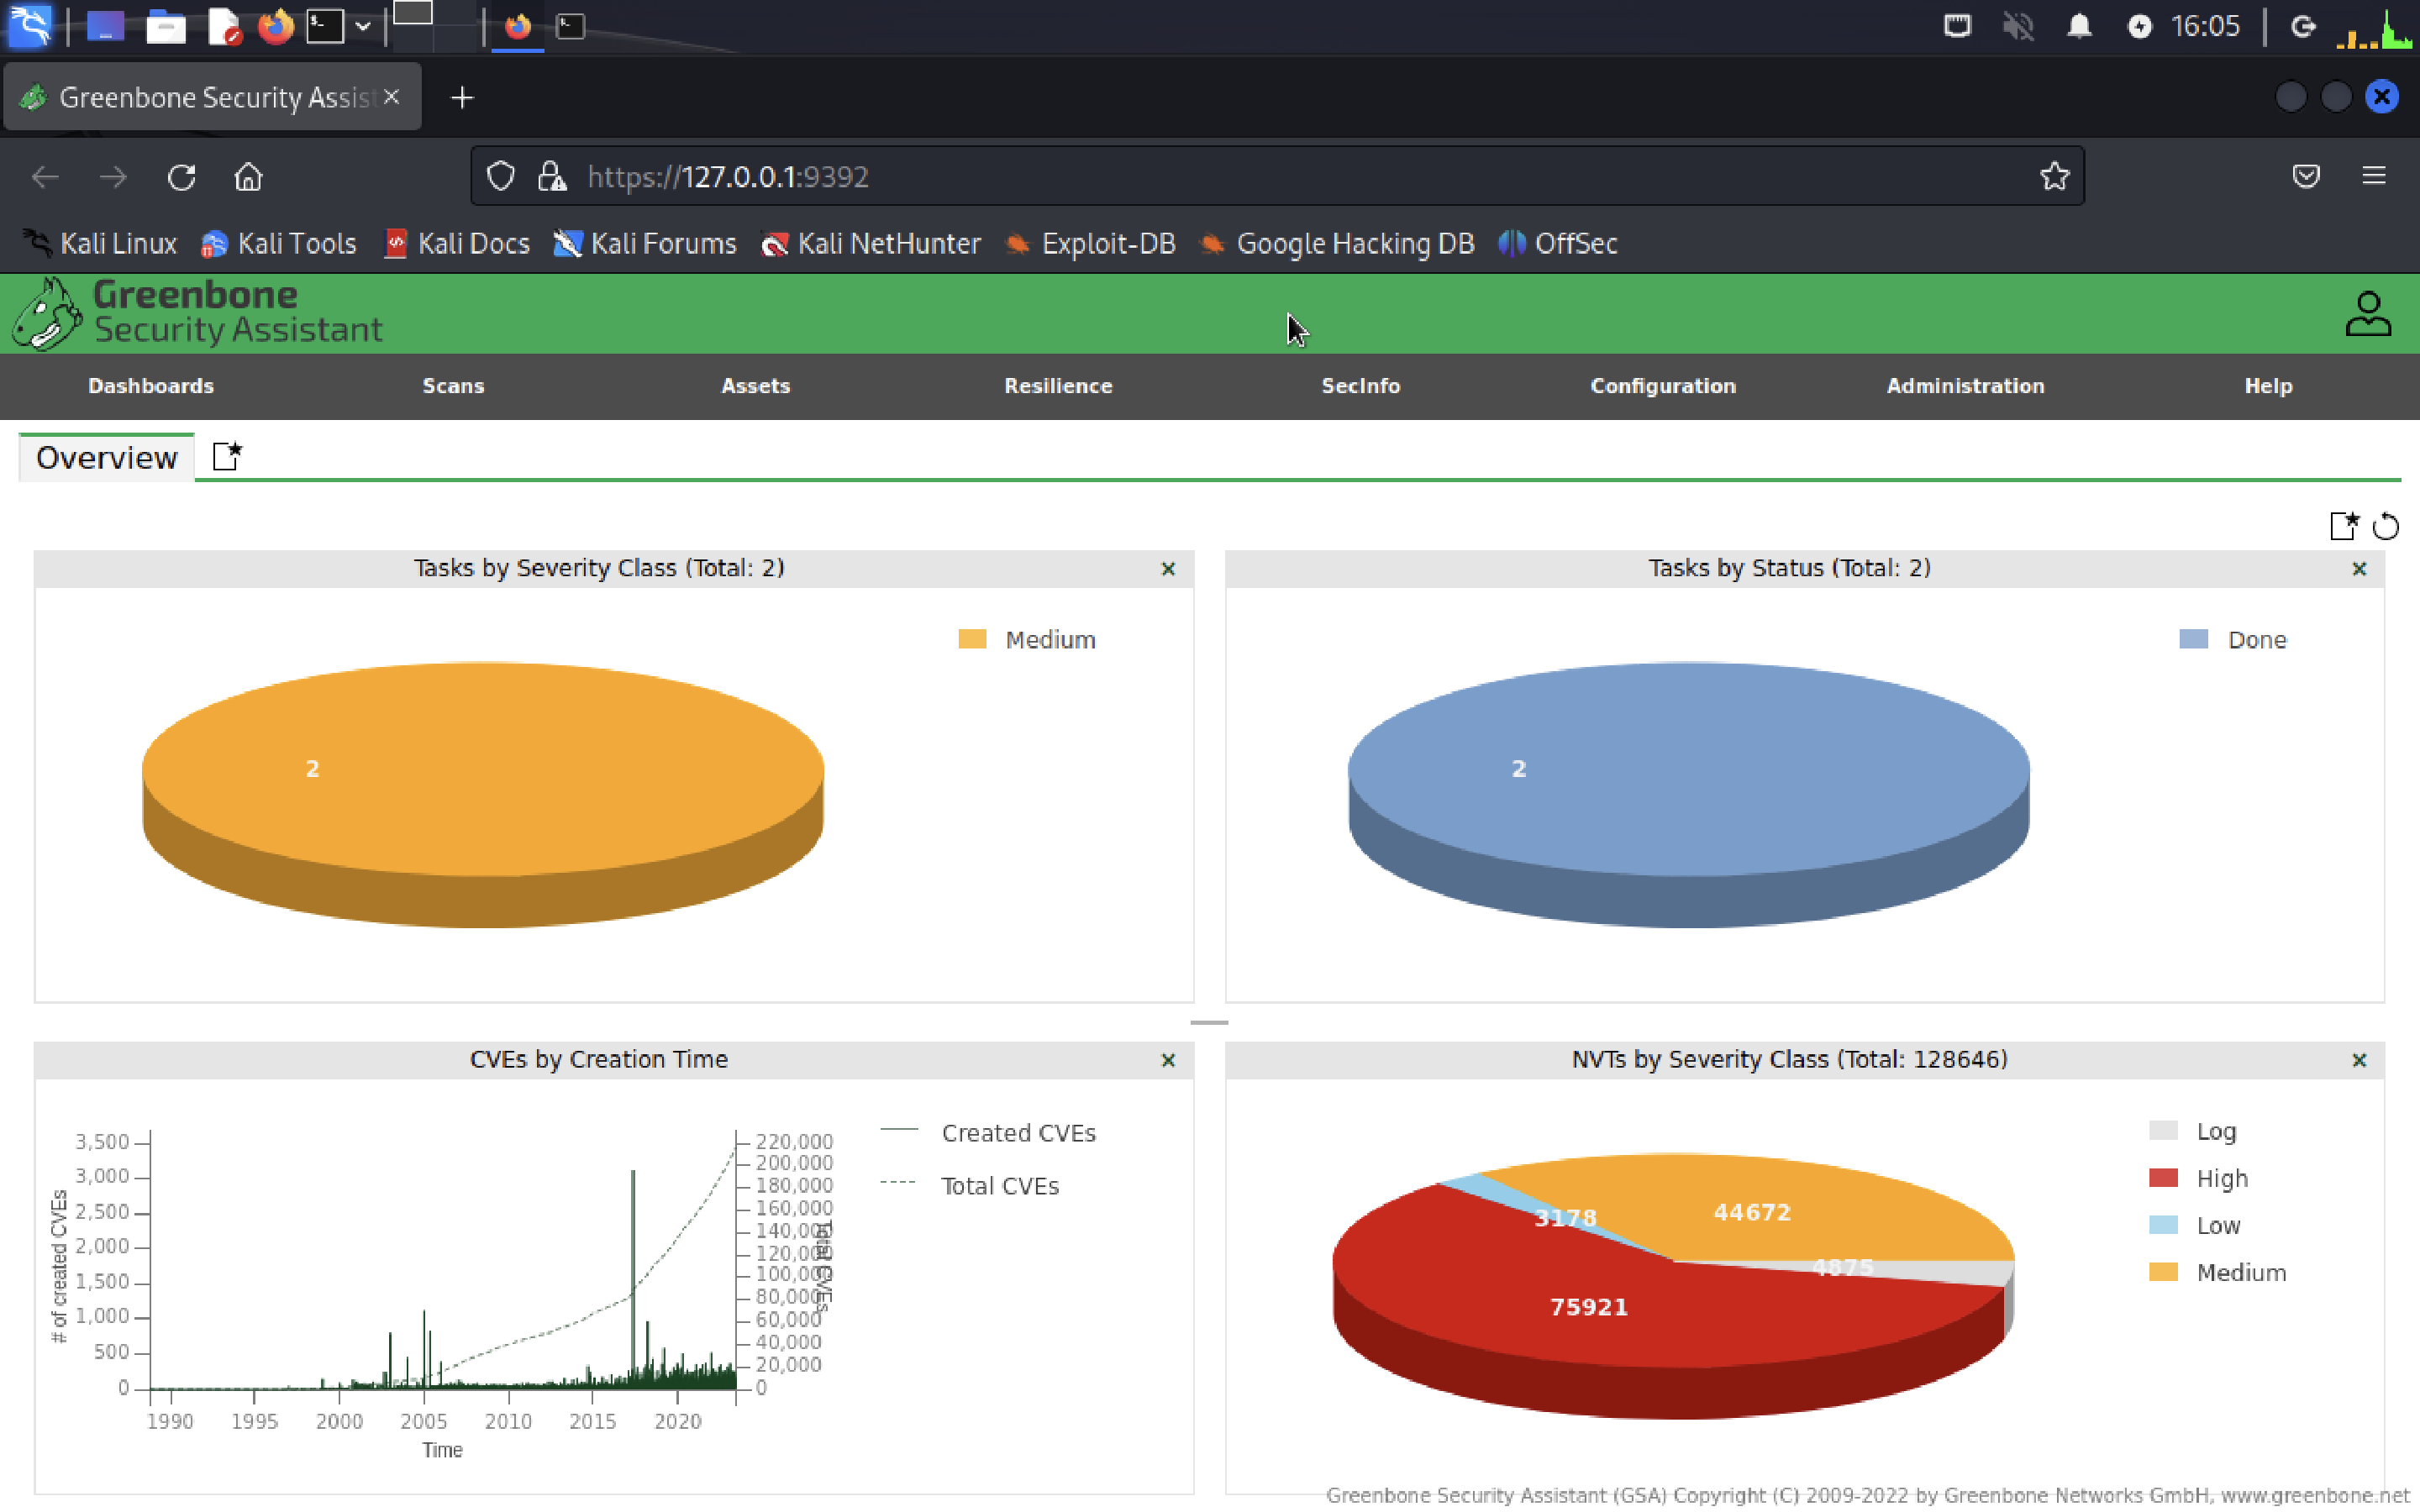 16:05
Greenbone Security Assist
https://127.0.0.1:9392
Kali Linux Kali Tools Kali Docs Kali Forums Kali NetHunter Exploit-DB Google Hacking DB OffSec
Greenbone
Security Assistant
Dashboards Scans Assets Resilience SecInfo Configuration Administration Help
Overview
Tasks by Severity Class (Total: 2)
Medium
2
Tasks by Status (Total: 2)
Done
2
CVEs by Creation Time
# of created CVEs
3,500
3,000
2,500
2,000
1,500
1,000
500
0
220,000
200,000
180,000
160,000
140,000
120,000
100,000
80,000
60,000
40,000
20,000
0
Total CVEs
1990 1995 2000 2005 2010 2015 2020
Time
Created CVEs
Total CVEs
NVTs by Severity Class (Total: 128646)
Log
High
Low
Medium
44672
3178
4875
75921
Greenbone Security Assistant (GSA) Copyright (C) 2009-2022 by Greenbone Networks GmbH, www.greenbone.net